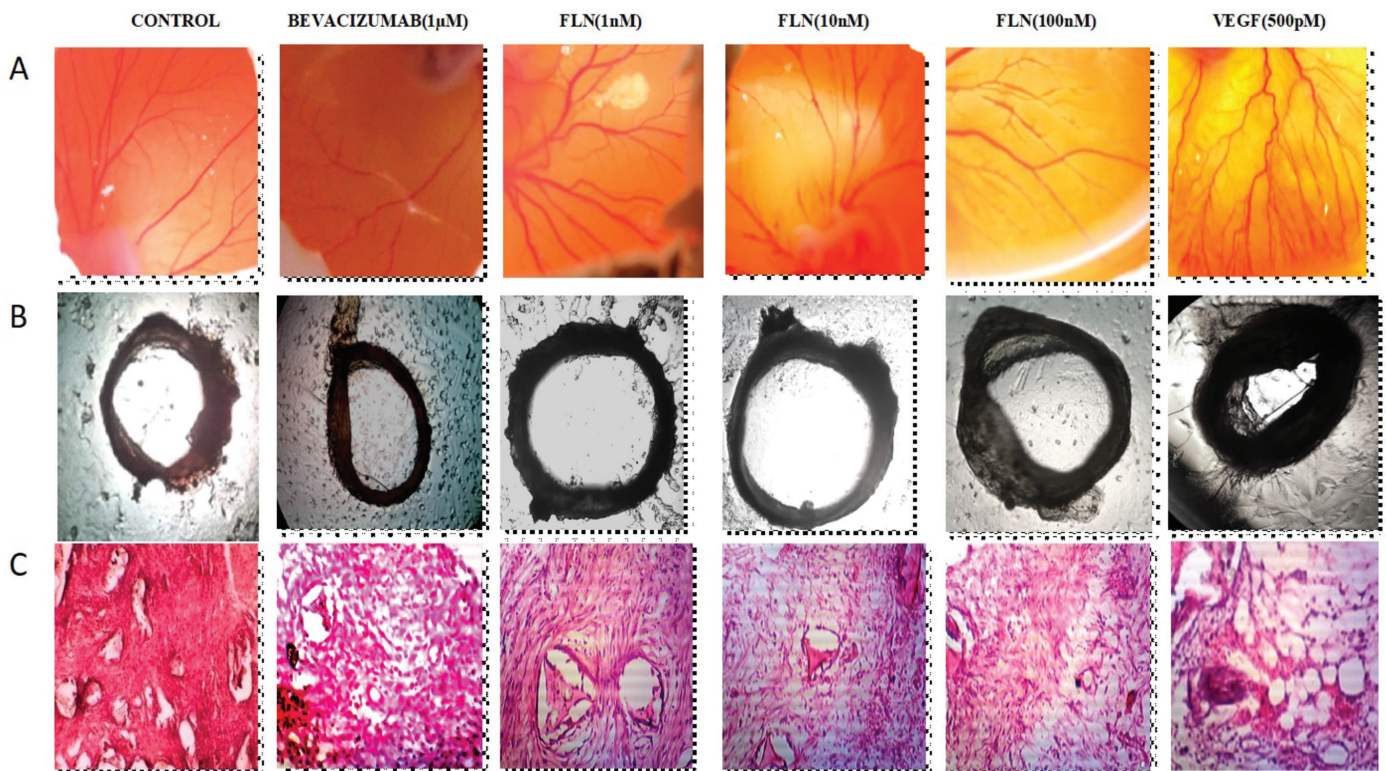 CONTROL BEVACIZUMAB(1μM) FLN(1nM) FLN(10nM) FLN(100nM) VEGF(500pM)
A
B
C